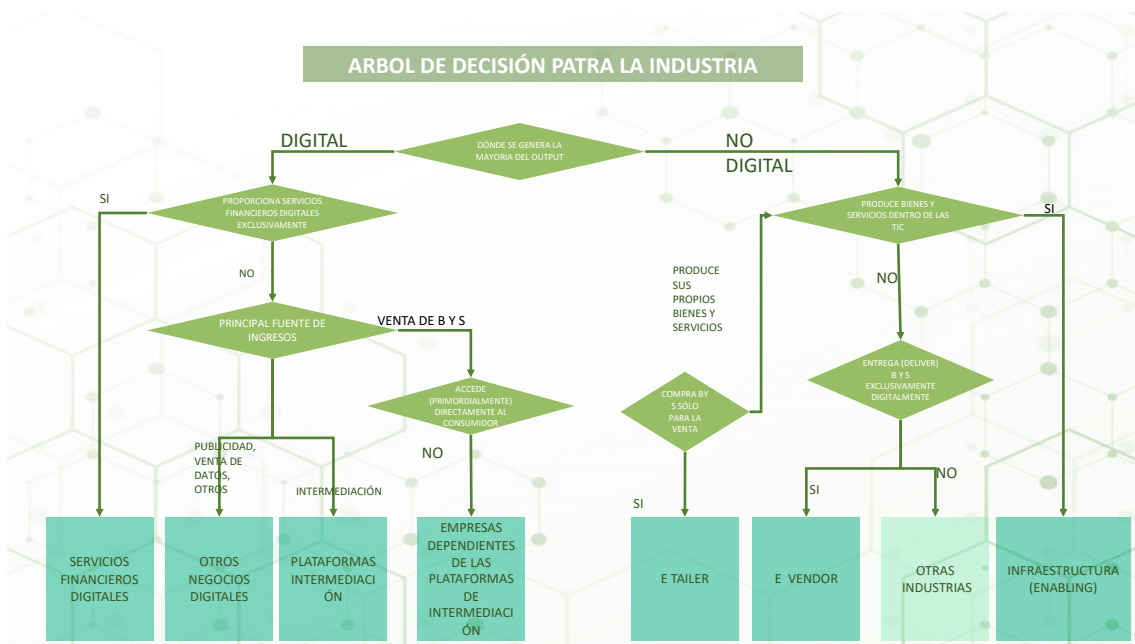 ARBOL DE DECISIÓN PATRA LA INDUSTRIA
DIGITAL
DÓNDE SE GENERA LA
MAYORIA DEL OUTPUT
NO
DIGITAL
SI
PROPORCIONA SERVICIOS
FINANCIEROS DIGITALES
EXCLUSIVAMENTE
PRODUCE BIENES Y
SERVICIOS DENTRO DE LAS
TIC
SI
NO
PRODUCE
SUS
PROPIOS
BIENES Y
SERVICIOS
NO
PRINCIPAL FUENTE DE
INGRESOS
VENTA DE B Y S
ENTREGA (DELIVER)
B Y S
EXCLUSIVAMENTE
DIGITALMENTE
ACCEDE
(PRIMORDIALMENTE)
DIRECTAMENTE AL
CONSUMIDOR
COMPRA BY
S SÓLO
PARA LA
VENTA
PUBLICIDAD,
VENTA DE
DATOS,
OTROS
INTERMEDIACIÓN
NO
SI
SI
NO
SERVICIOS
FINANCIEROS
DIGITALES
OTROS
NEGOCIOS
DIGITALES
PLATAFORMAS
INTERMEDIACI
ÓN
EMPRESAS
DEPENDIENTES
DE LAS
PLATAFORMAS
DE
INTERMEDIACI
ÓN
E TAILER
E VENDOR
OTRAS
INDUSTRIAS
INFRAESTRUCTURA
(ENABLING)